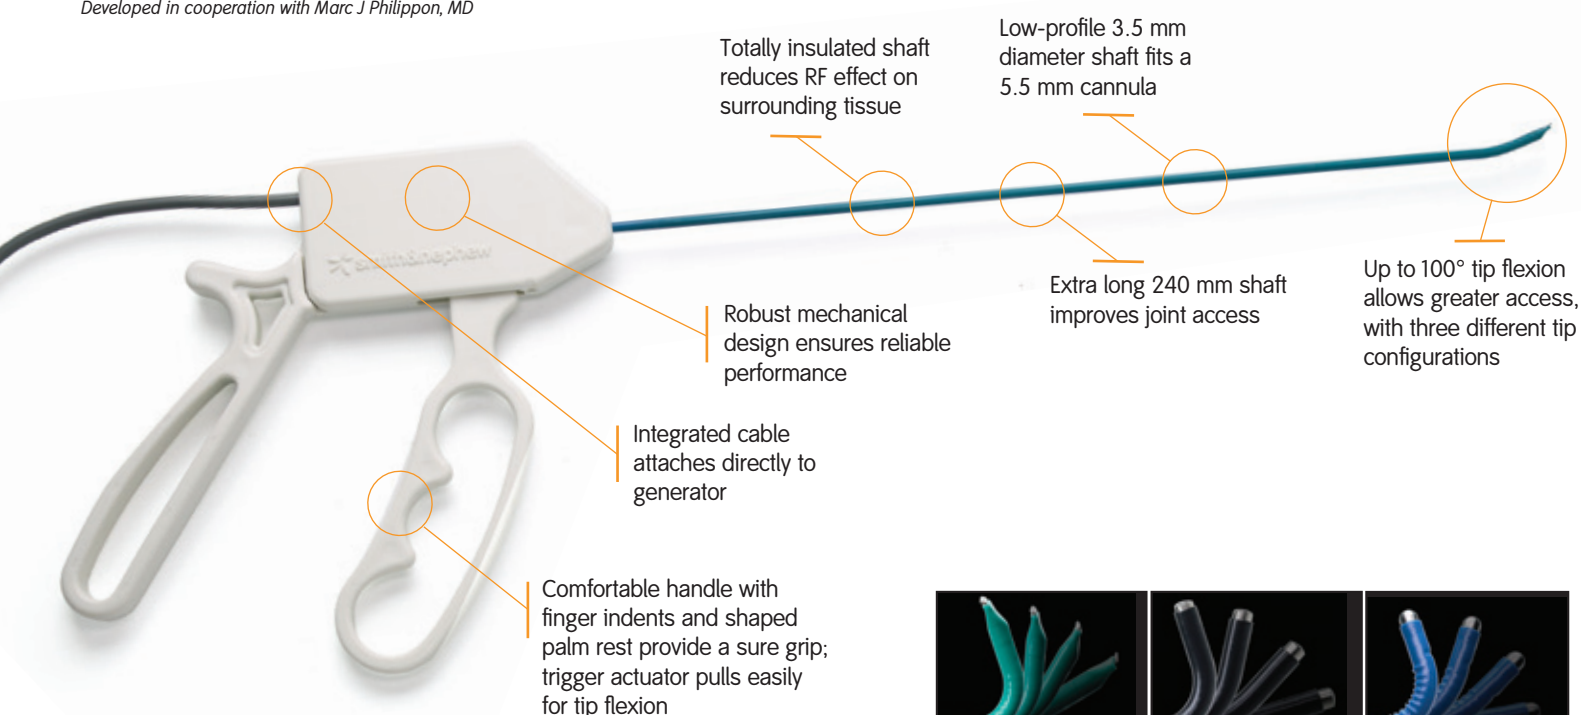 Developed in cooperation with Marc J Philippon, MD
Totally insulated shaft
reduces RF effect on
surrounding tissue
Low-profile 3.5 mm
diameter shaft fits a
5.5 mm cannula
smith&nephew
Robust mechanical
design ensures reliable
performance
Extra long 240 mm shaft
improves joint access
Up to 100° tip flexion
allows greater access,
with three different tip
configurations
Integrated cable
attaches directly to
generator
Comfortable handle with
finger indents and shaped
palm rest provide a sure grip;
trigger actuator pulls easily
for tip flexion